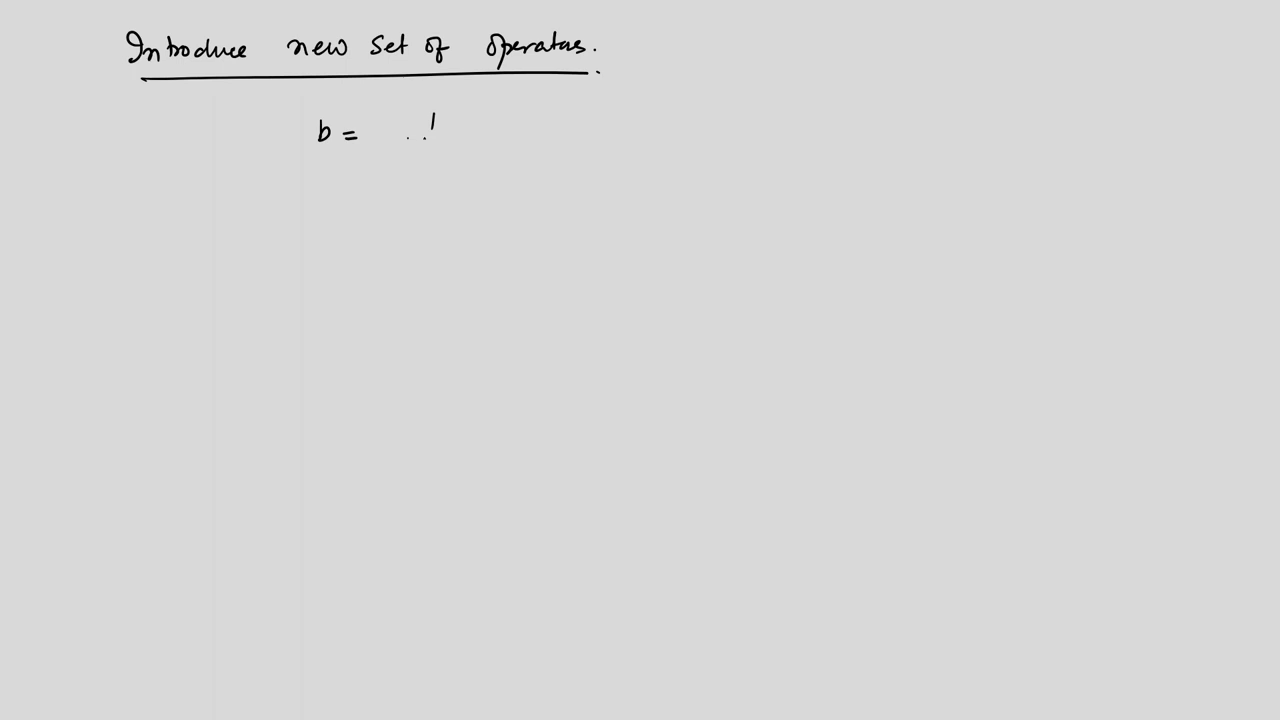 Introduce new set of operators.
b =